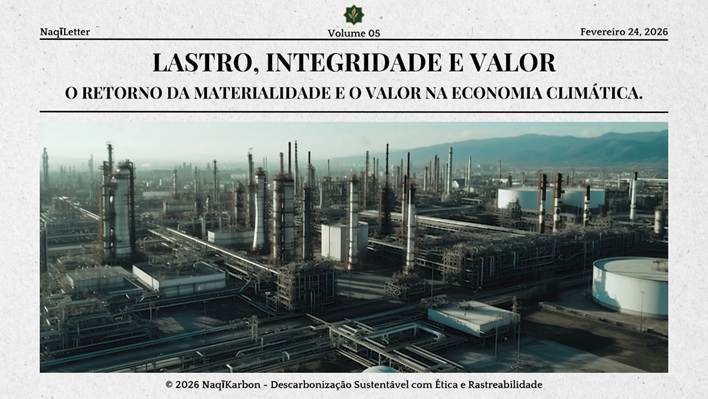 NaqīLetter
Volume 05
Fevereiro 24, 2026
LASTRO, INTEGRIDADE E VALOR
O RETORNO DA MATERIALIDADE E O VALOR NA ECONOMIA CLIMÁTICA.
© 2026 NaqīKarbon - Descarbonização Sustentável com Ética e Rastreabilidade